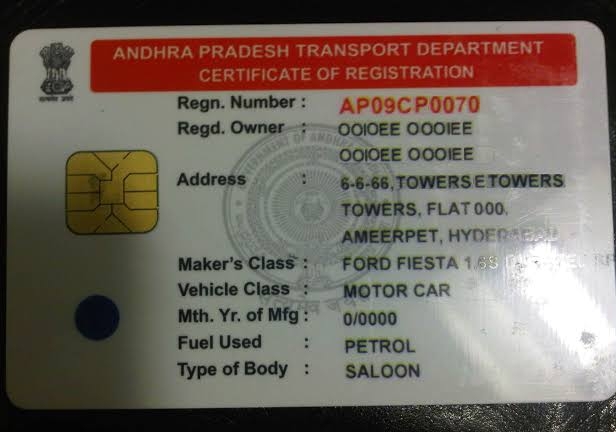 ANDHRA PRADESH TRANSPORT DEPARTMENT
CERTIFICATE OF REGISTRATION
Regn. Number : AP09CP0070
Regd. Owner : OOIOEE OOOIEE
OOIOEE OOOIEE
Address : 6-6-66, TOWERS E TOWERS
TOWERS, FLAT 000.
AMEERPET, HYDERABAD
Maker's Class : FORD FIESTA
Vehicle Class : MOTOR CAR
Mth. Yr. of Mfg : 0/0000
Fuel Used : PETROL
Type of Body : SALOON